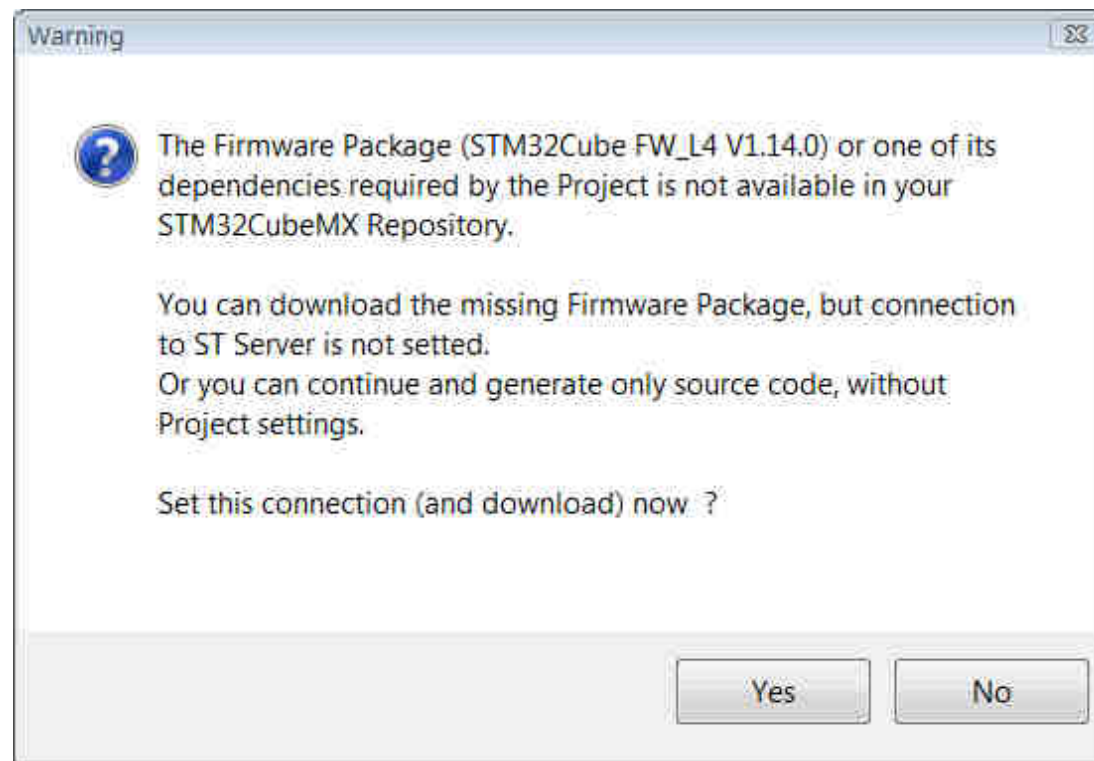 Warning
The Firmware Package (STM32Cube FW_L4 V1.14.0) or one of its
dependencies required by the Project is not available in your
STM32CubeMX Repository.
You can download the missing Firmware Package, but connection
to ST Server is not setted.
Or you can continue and generate only source code, without
Project settings.
Set this connection (and download) now  ?
Yes
No